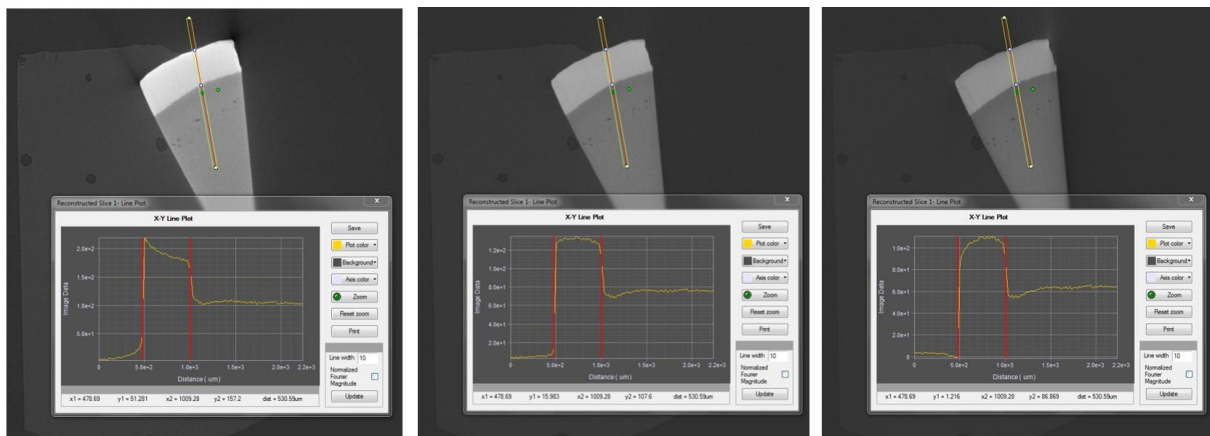 Reconstructed Slice 1- Line Plot
X
X-Y Line Plot
Save
Plot color
Background
Axis color
Zoom
Reset zoom
Print
Line width 10
Normalized
Fourier
Magnitude
Update
Image Data
2.0e+2
1.5e+2
1.0e+2
5.0e+1
0 5.0e+2 1.0e+3 1.5e+3 2.2e+3
Distance ( um)
x1 = 478.69 y1 = 51.281 x2 = 1009.28 y2 = 157.2 dist = 530.59um
Reconstructed Slice 1- Line Plot
X
X-Y Line Plot
Save
Plot color
Background
Axis color
Zoom
Reset zoom
Print
Line width 10
Normalized
Fourier
Magnitude
Update
Image Data
1.2e+2
1.0e+2
8.0e+1
6.0e+1
4.0e+1
2.0e+1
0 5.0e+2 1.0e+3 1.5e+3 2.2e+3
Distance ( um)
x1 = 478.69 y1 = 15.983 x2 = 1009.28 y2 = 107.6 dist = 530.59um
Reconstructed Slice 1- Line Plot
X
X-Y Line Plot
Save
Plot color
Background
Axis color
Zoom
Reset zoom
Print
Line width 10
Normalized
Fourier
Magnitude
Update
Image Data
1.0e+2
8.0e+1
6.0e+1
4.0e+1
2.0e+1
0
0 5.0e+2 1.0e+3 1.5e+3 2.2e+3
Distance ( um)
x1 = 478.69 y1 = 1.216 x2 = 1009.28 y2 = 86.869 dist = 530.59um